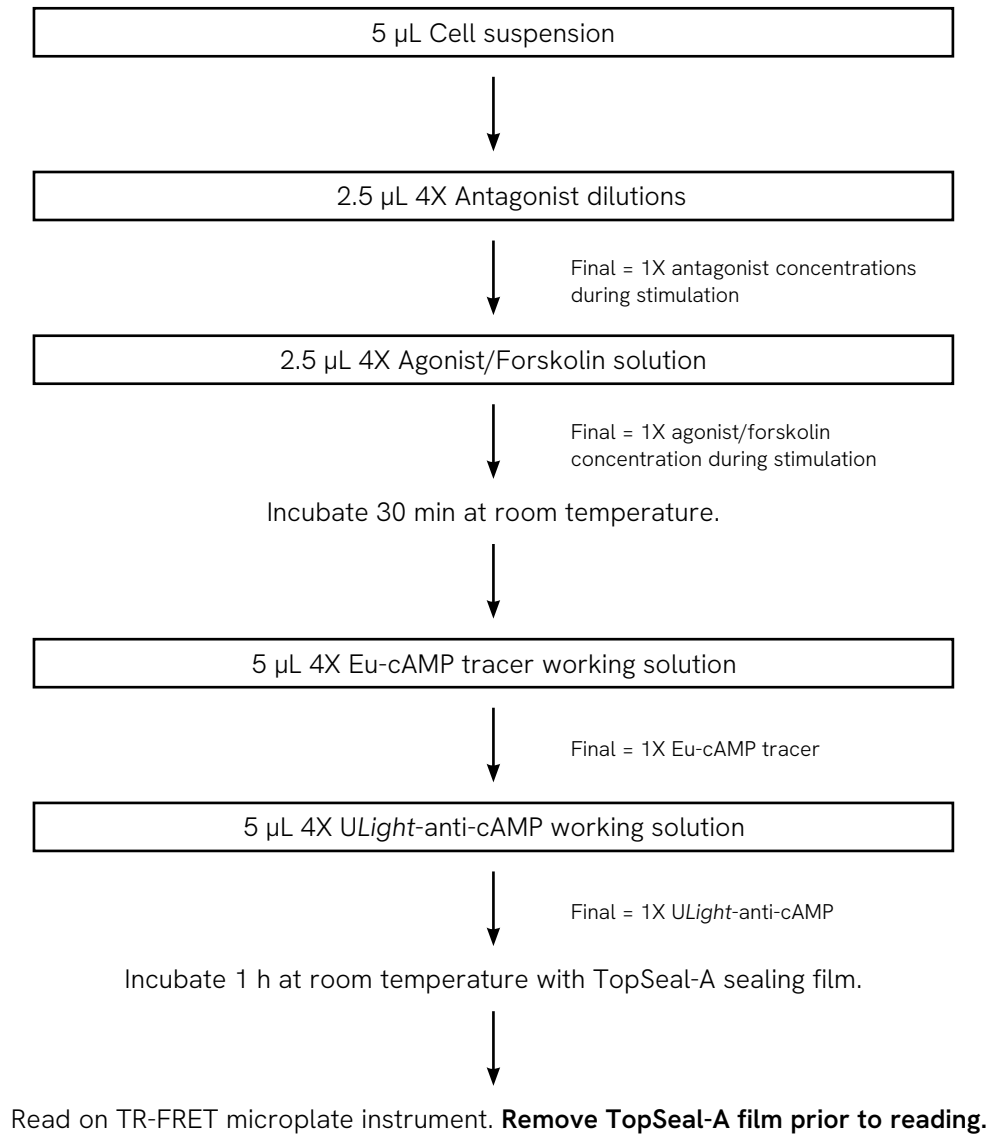 5 µL Cell suspension
2.5 µL 4X Antagonist dilutions
Final = 1X antagonist concentrations
during stimulation
2.5 µL 4X Agonist/Forskolin solution
Final = 1X agonist/forskolin
concentration during stimulation
Incubate 30 min at room temperature.
5 µL 4X Eu-cAMP tracer working solution
Final = 1X Eu-cAMP tracer
5 µL 4X ULight-anti-cAMP working solution
Final = 1X ULight-anti-cAMP
Incubate 1 h at room temperature with TopSeal-A sealing film.
Read on TR-FRET microplate instrument. Remove TopSeal-A film prior to reading.